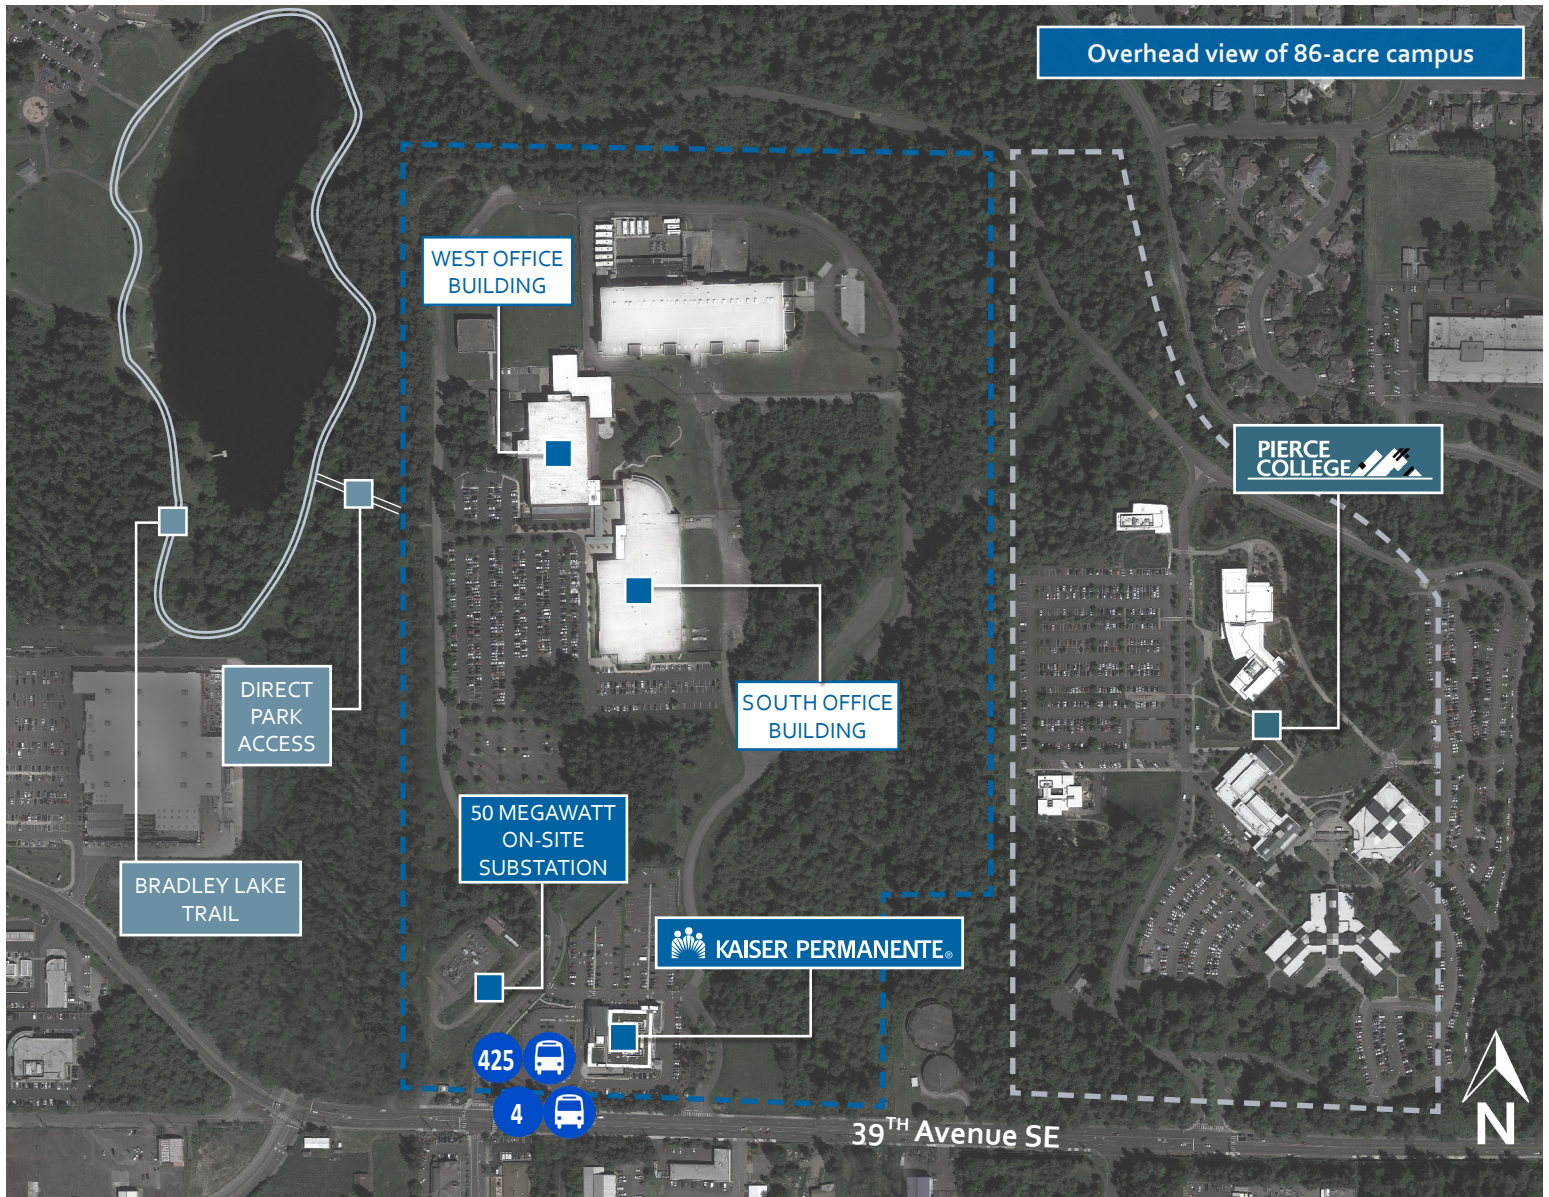 Overhead view of 86-acre campus
WEST OFFICE
BUILDING
PIERCE
COLLEGE
SOUTH OFFICE
BUILDING
DIRECT
PARK
ACCESS
50 MEGAWATT
ON-SITE
SUBSTATION
BRADLEY LAKE
TRAIL
KAISER PERMANENTE®
425
4
39TH Avenue SE
N